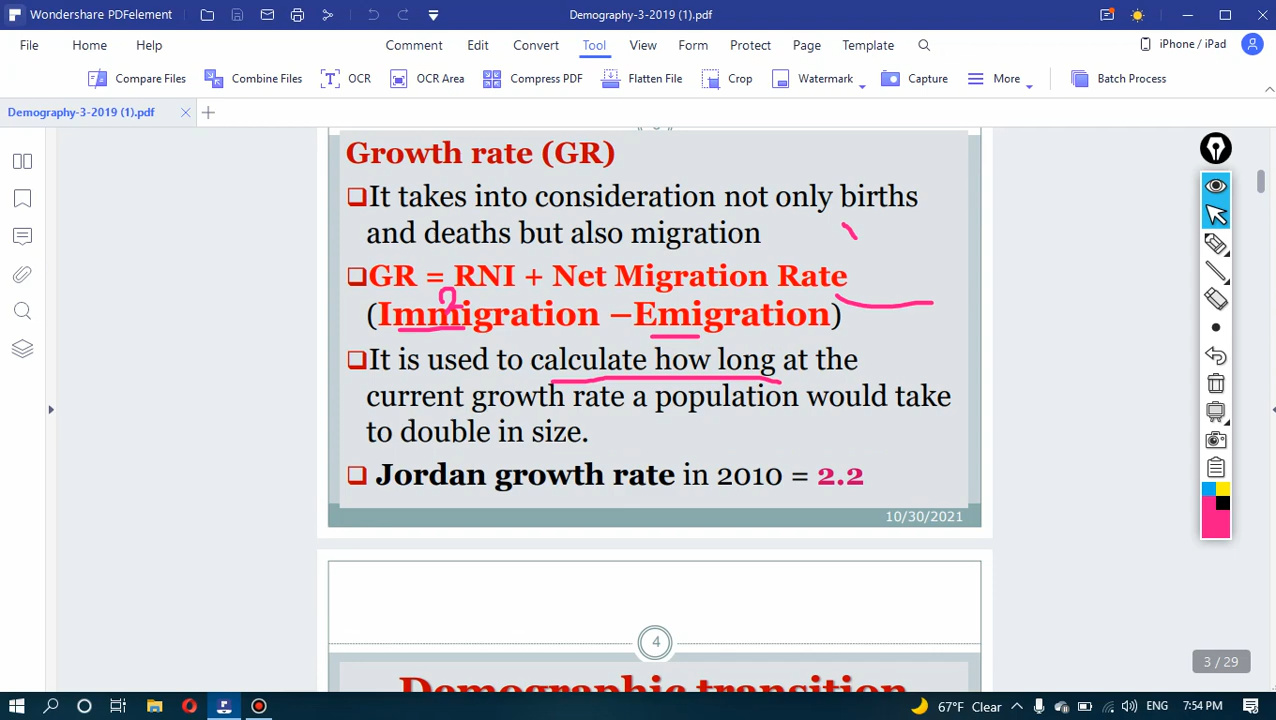 Wondershare PDFelement
Demography-3-2019 (1).pdf
File Home Help Comment Edit Convert Tool View Form Protect Page Template iPhone / iPad
Compare Files Combine Files OCR OCR Area Compress PDF Flatten File Crop Watermark Capture More Batch Process
Demography-3-2019 (1).pdf
Growth rate (GR)
It takes into consideration not only births
and deaths but also migration
GR = RNI + Net Migration Rate
(Immigration –Emigration)
It is used to calculate how long at the
current growth rate a population would take
to double in size.
Jordan growth rate in 2010 = 2.2
10/30/2021
4
3 / 29
Demographic transition
67°F Clear ENG 7:54 PM